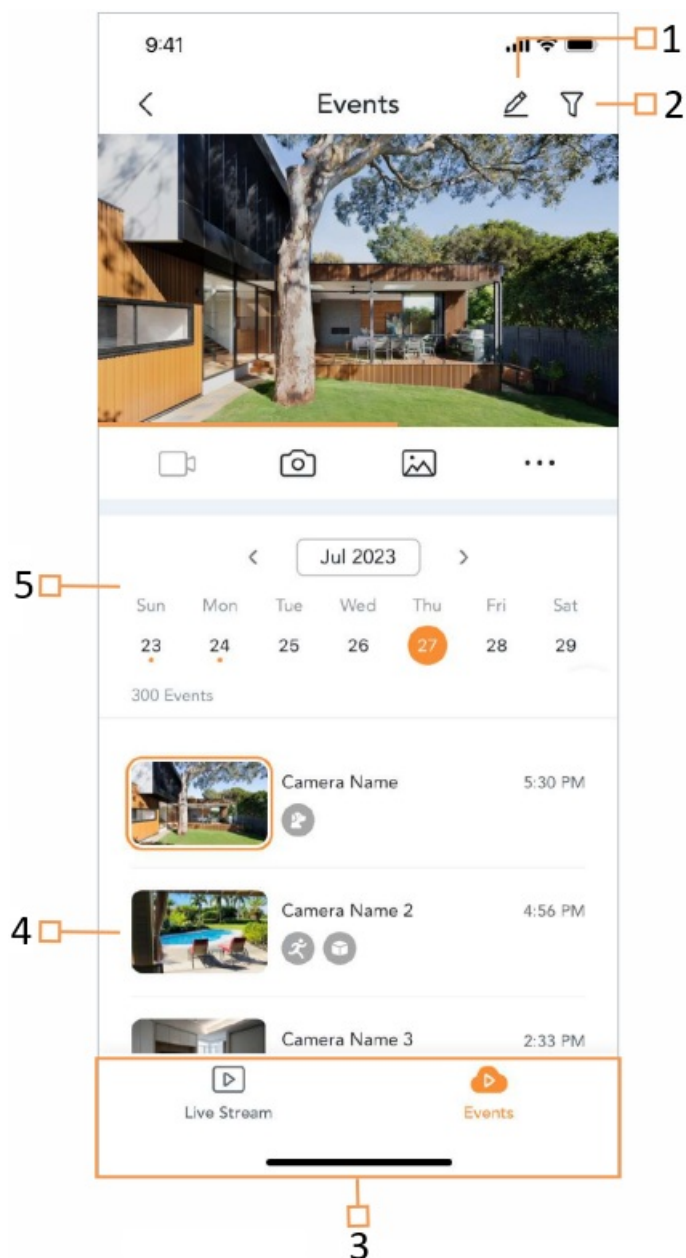 1
9:41
2
Events
5
Jul 2023
Sun Mon Tue Wed Thu Fri Sat
23 24 25 26 27 28 29
300 Events
Camera Name 5:30 PM
4
Camera Name 2 4:56 PM
Camera Name 3 2:33 PM
Live Stream Events
3